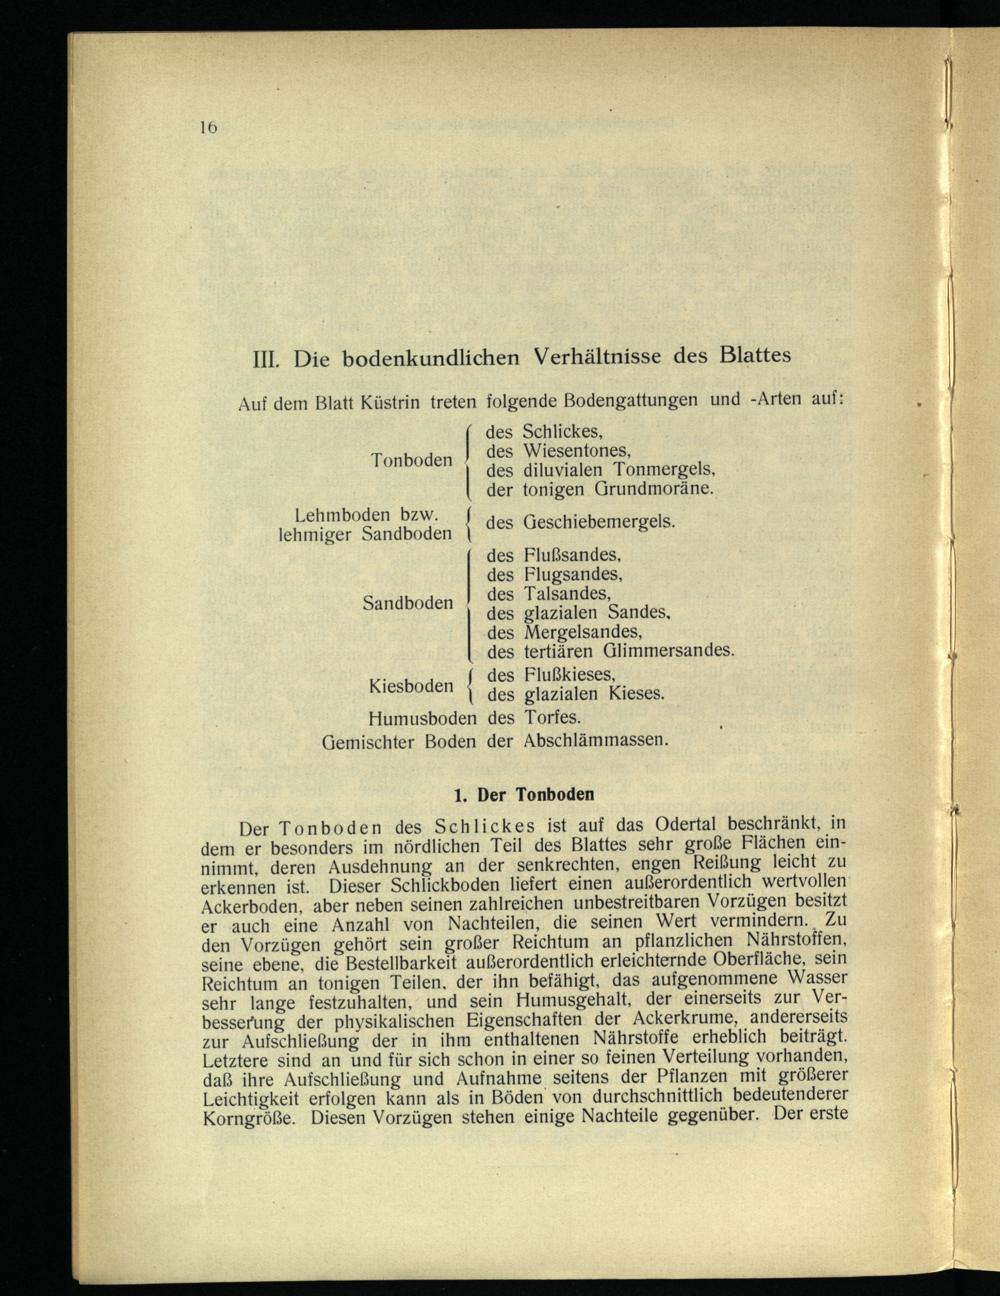 16
III. Die bodenkundlichen Verhältnisse des Blattes
Auf dem Blatt Küstrin treten folgende Bodengattungen und -Arten auf:
Tonboden
des Schlickes,
des Wiesentones,
des diluvialen Tonmergels,
der tonigen Grundmoräne.
Lehmboden bzw.
lehmiger Sandboden
des Geschiebemergels.
Sandboden
des Flußsandes,
des Flugsandes,
des Talsandes,
des glazialen Sandes,
des Mergelsandes,
des tertiären Glimmersandes.
Kiesboden
des Flußkieses,
des glazialen Kieses.
Humusboden des Torfes.
Gemischter Boden der Abschlämmassen.
1. Der Tonboden
Der Tonboden des Schlickes ist auf das Odertal beschränkt, in
dem er besonders im nördlichen Teil des Blattes sehr große Flächen ein-
nimmt, deren Ausdehnung an der senkrechten, engen Reißung leicht zu
erkennen ist. Dieser Schlickboden liefert einen außerordentlich wertvollen
Ackerboden, aber neben seinen zahlreichen unbestreitbaren Vorzügen besitzt
er auch eine Anzahl von Nachteilen, die seinen Wert vermindern. Zu
den Vorzügen gehört sein großer Reichtum an pflanzlichen Nährstoffen,
seine ebene, die Bestellbarkeit außerordentlich erleichternde Oberfläche, sein
Reichtum an tonigen Teilen, der ihn befähigt, das aufgenommene Wasser
sehr lange festzuhalten, und sein Humusgehalt, der einerseits zur Ver-
besserung der physikalischen Eigenschaften der Ackerkrume, andererseits
zur Aufschließung der in ihm enthaltenen Nährstoffe erheblich beiträgt.
Letztere sind an und für sich schon in einer so feinen Verteilung vorhanden,
daß ihre Aufschließung und Aufnahme seitens der Pflanzen mit größerer
Leichtigkeit erfolgen kann als in Böden von durchschnittlich bedeutenderer
Korngröße. Diesen Vorzügen stehen einige Nachteile gegenüber. Der erste